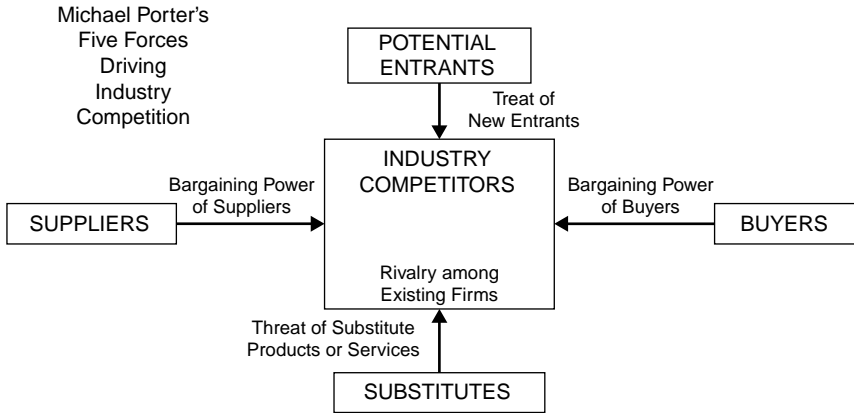 Michael Porter's
Five Forces
Driving
Industry
Competition
POTENTIAL
ENTRANTS
Treat of
New Entrants
INDUSTRY
COMPETITORS
Bargaining Power
of Suppliers
Bargaining Power
of Buyers
SUPPLIERS
BUYERS
Rivalry among
Existing Firms
Threat of Substitute
Products or Services
SUBSTITUTES